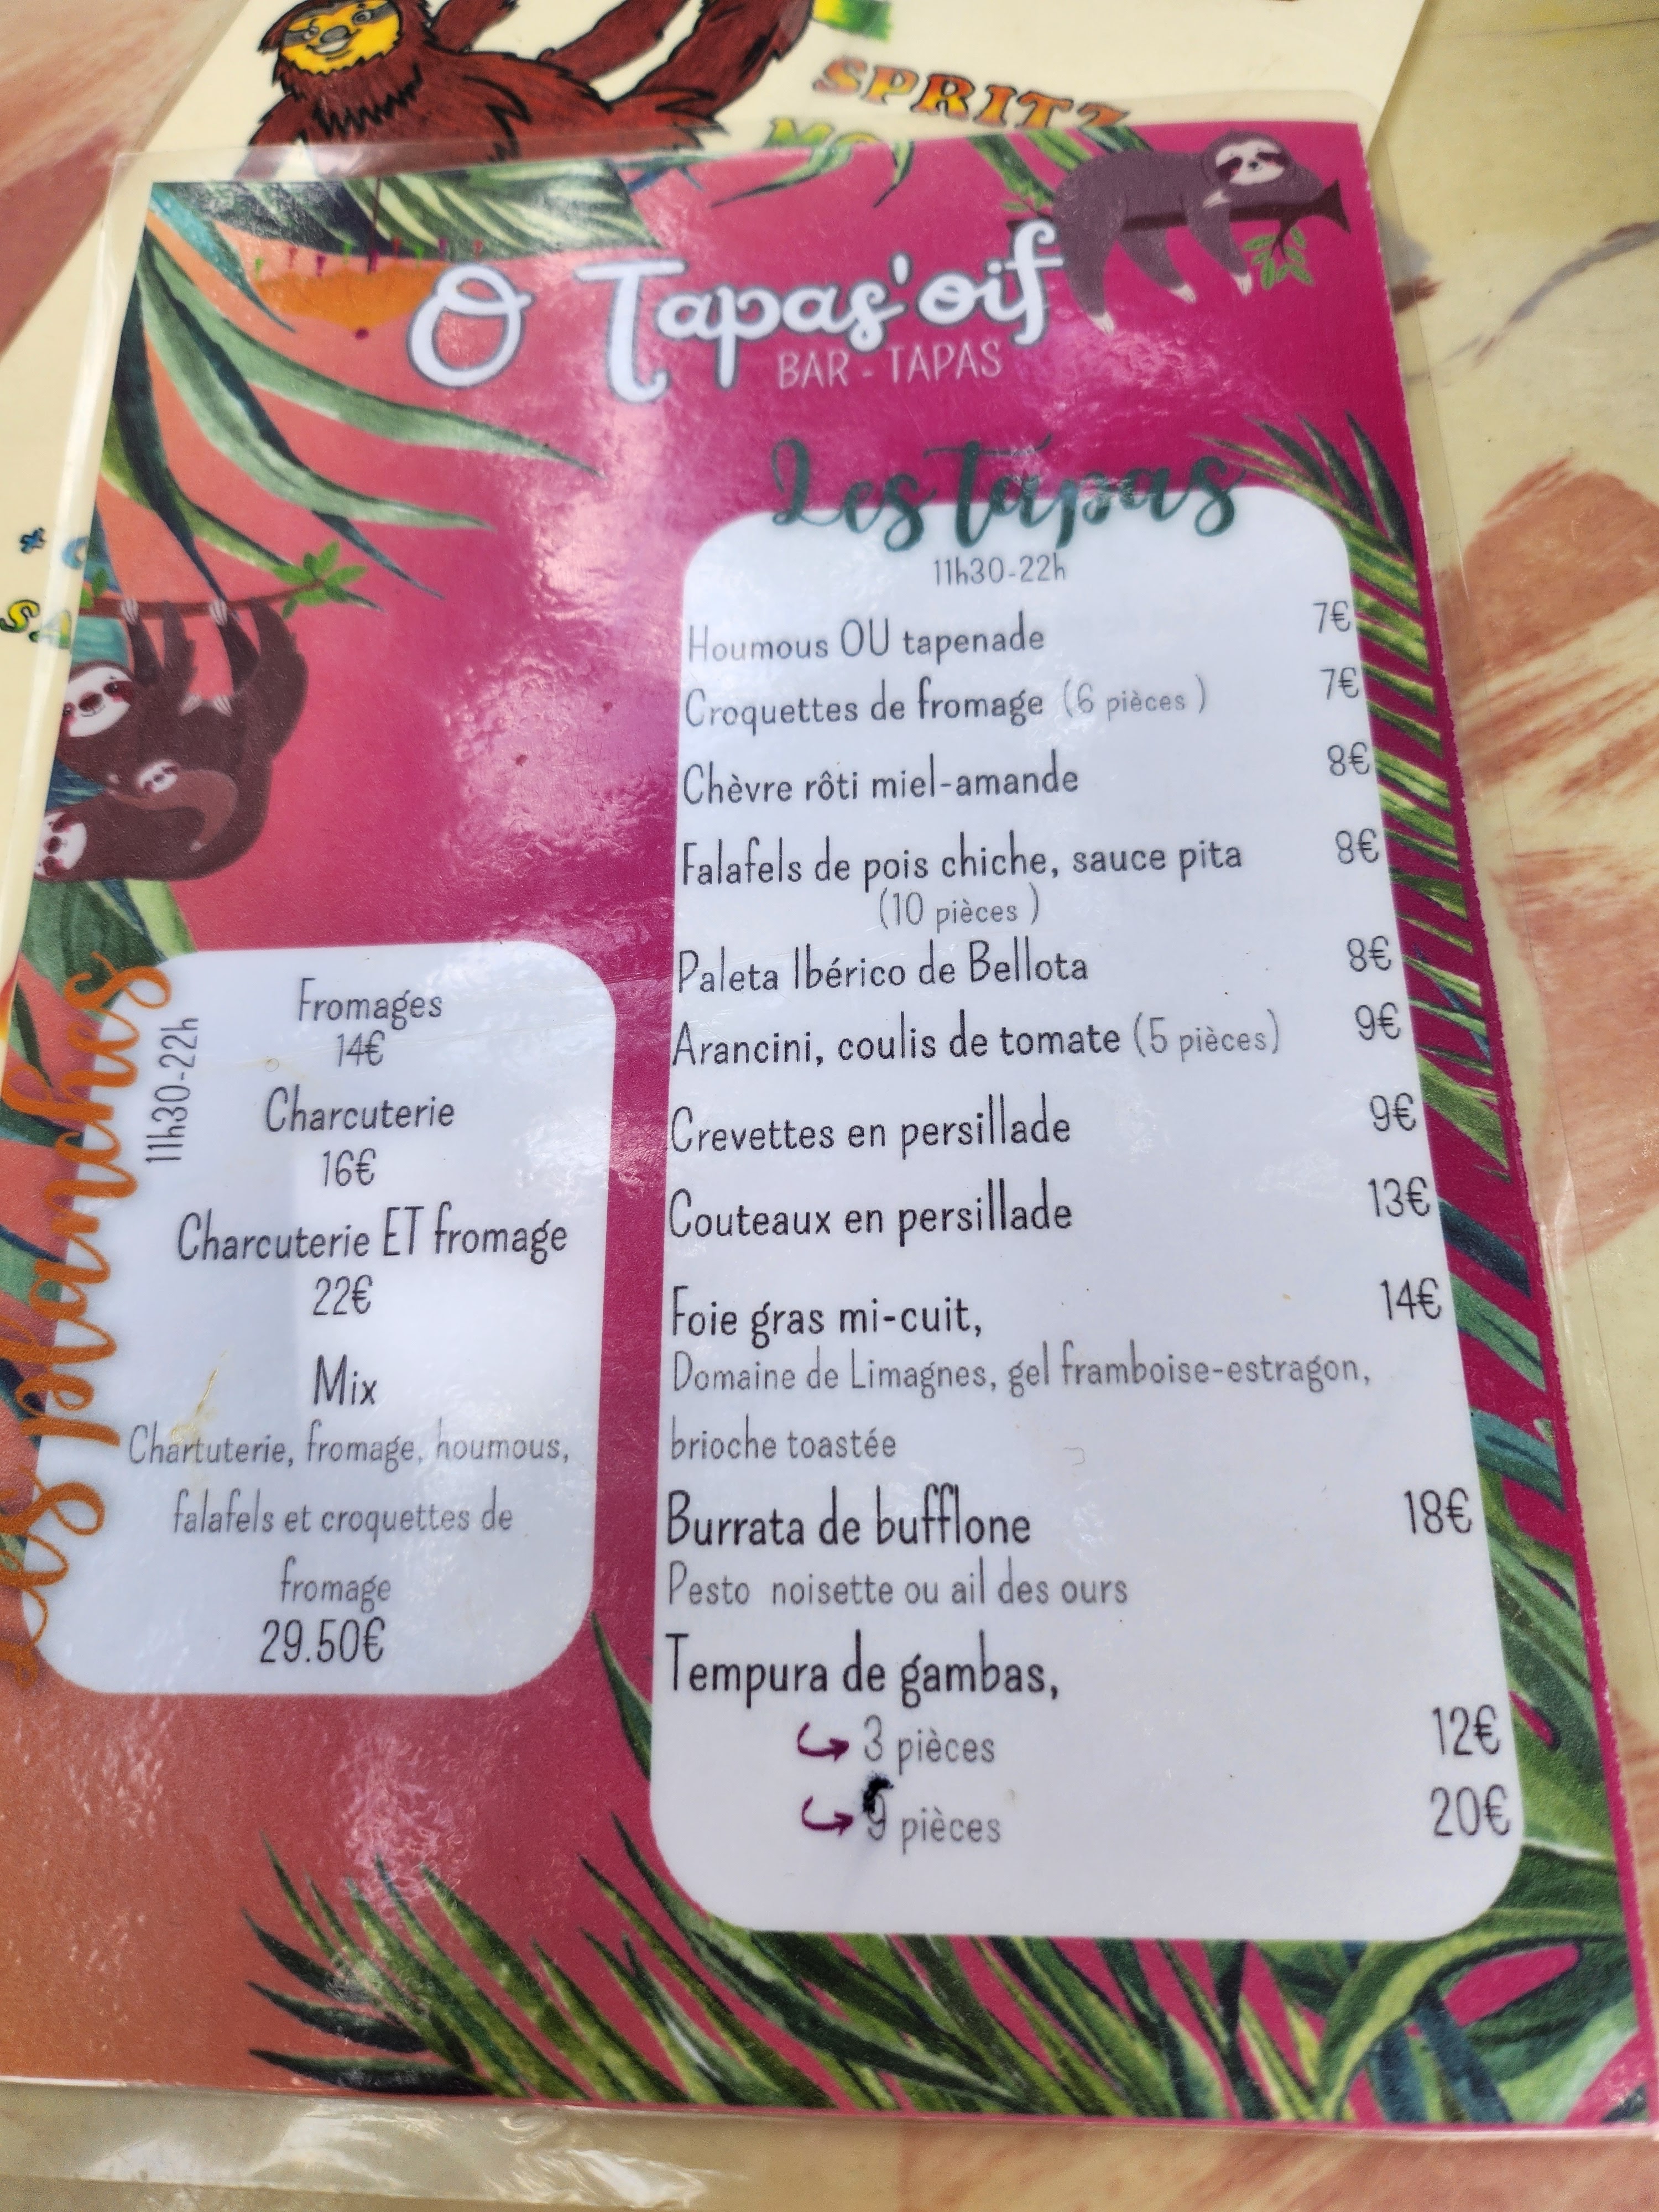 SPRITZ
O Tapas'oif
BAR - TAPAS
Les tapas
11h30-22h
Houmous OU tapenade 7€
Croquettes de fromage (6 pièces ) 7€
Chèvre rôti miel-amande 8€
Falafels de pois chiche, sauce pita 8€
(10 pièces )
Paleta Ibérico de Bellota 8€
Arancini, coulis de tomate (5 pièces) 9€
Crevettes en persillade 9€
Couteaux en persillade 13€
Foie gras mi-cuit, 14€
Domaine de Limagnes, gel framboise-estragon,
brioche toastée
Burrata de bufflone 18€
Pesto noisette ou ail des ours
Tempura de gambas,
3 pièces 12€
pièces 20€
Les planches
11h30-22h
Fromages
14€
Charcuterie
16€
Charcuterie ET fromage
22€
Mix
Chartuterie, fromage, houmous,
falafels et croquettes de
fromage
29.50€